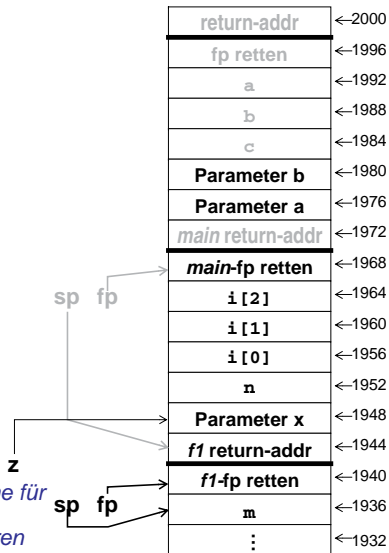 return-addr ←2000
fp retten ←1996
a ←1992
b ←1988
c ←1984
Parameter b ←1980
Parameter a ←1976
main return-addr ←1972
main-fp retten ←1968
sp fp
i[2] ←1964
i[1] ←1960
i[0] ←1956
n ←1952
Parameter x ←1948
f1 return-addr ←1944
z
f1-fp retten ←1940
für
sp fp
m ←1936
ren
⋮ ←1932